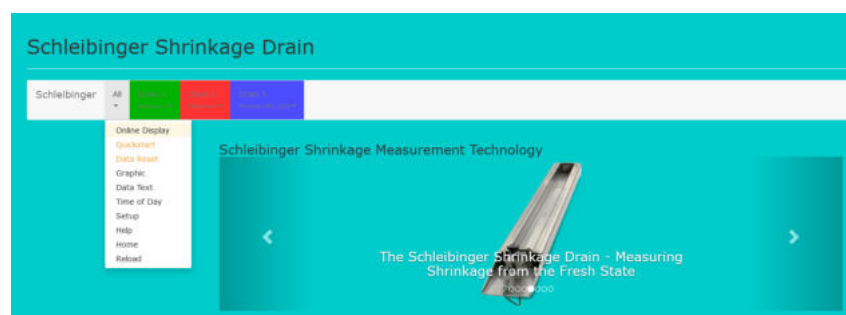 Schleibinger Shrinkage Drain
Schleibinger
All
Online Display
Quickstart
Data Reset
Graphic
Data Text
Time of Day
Setup
Help
Home
Reload
Schleibinger Shrinkage Measurement Technology
The Schleibinger Shrinkage Drain - Measuring
Shrinkage from the Fresh State